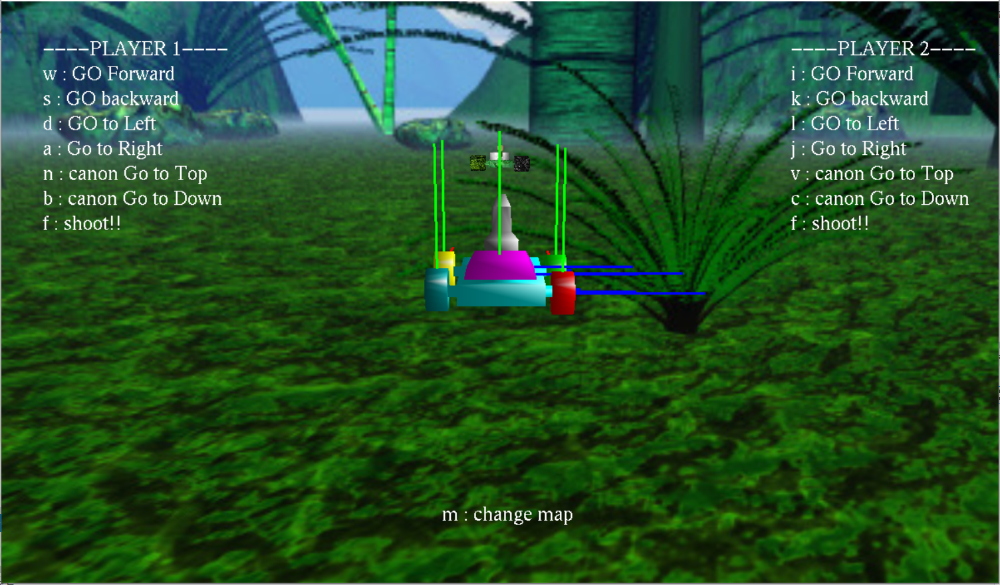 ----PLAYER 1----
w : GO Forward
s : GO backward
d : GO to Left
a : Go to Right
n : canon Go to Top
b : canon Go to Down
f : shoot!!
----PLAYER 2----
i : GO Forward
k : GO backward
l : GO to Left
j : Go to Right
v : canon Go to Top
c : canon Go to Down
f : shoot!!
m : change map